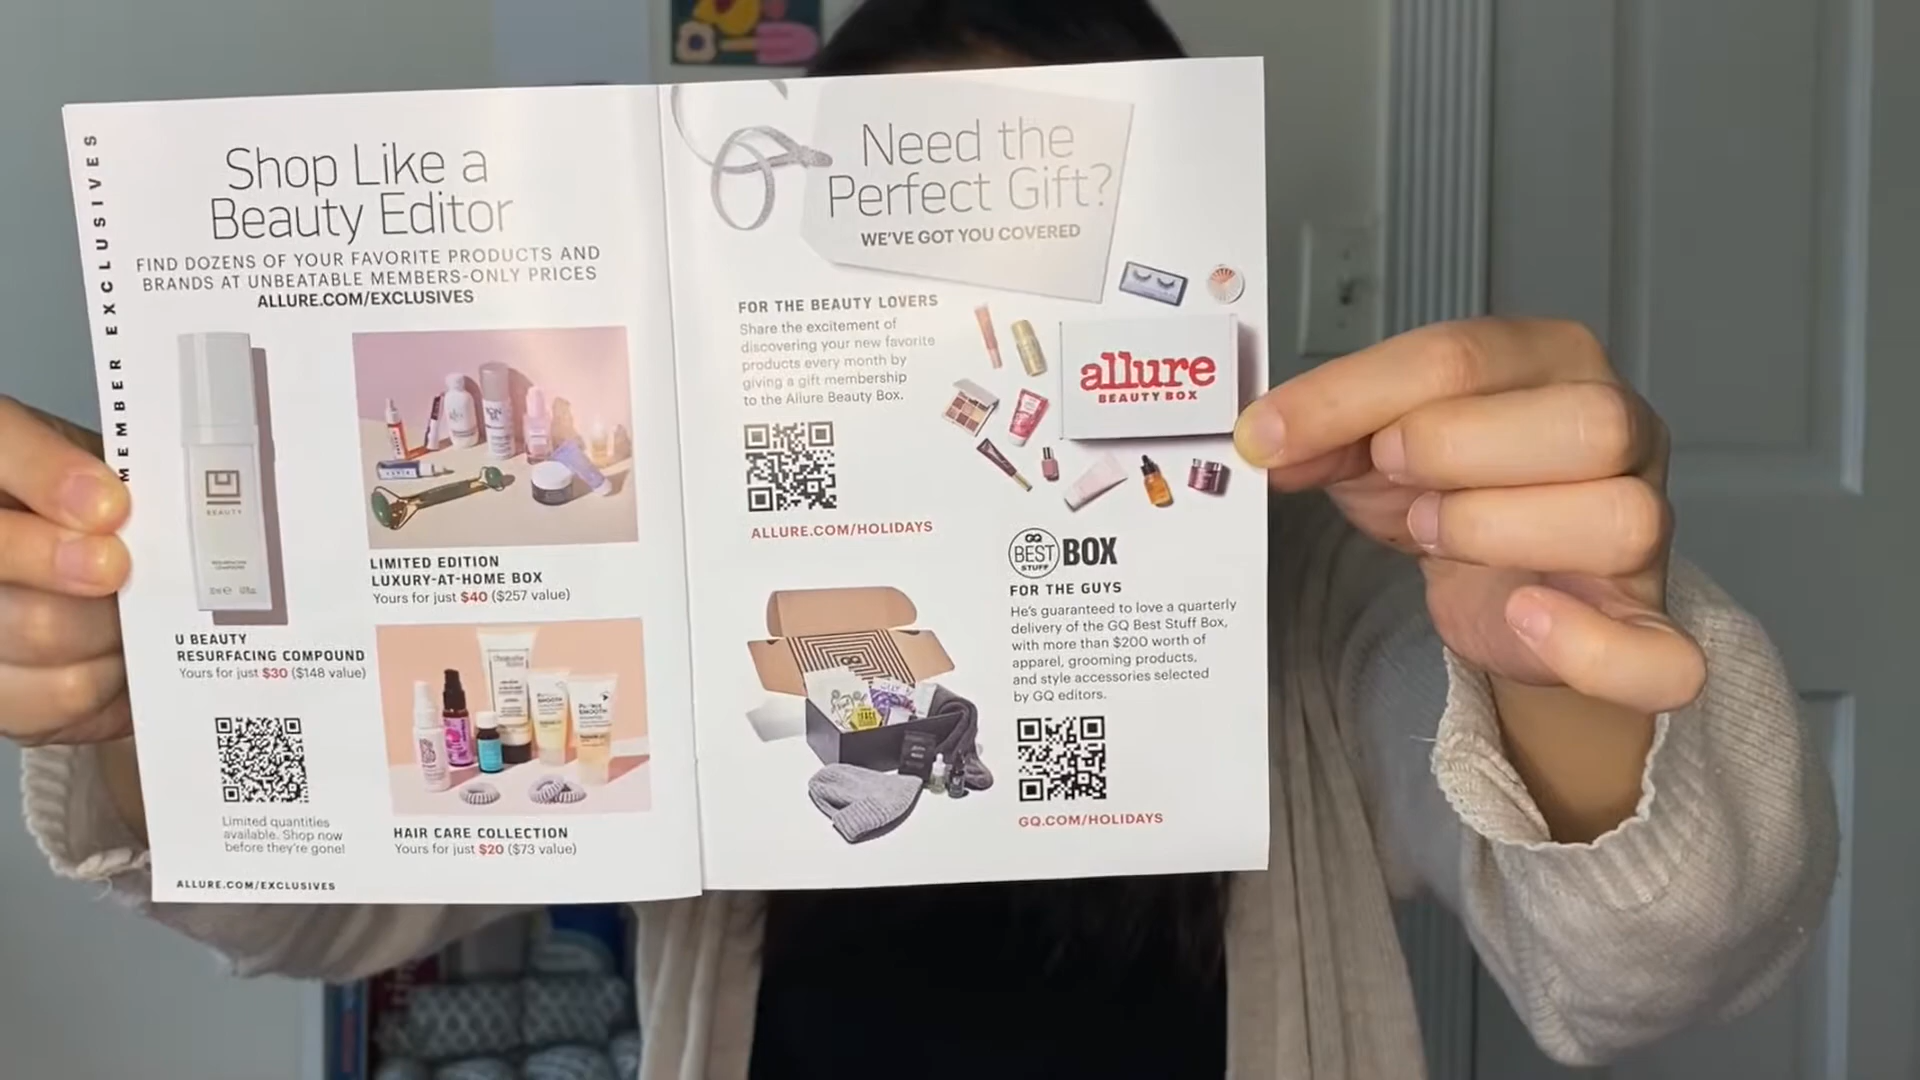 MEMBER EXCLUSIVES
Shop Like a
Beauty Editor
FIND DOZENS OF YOUR FAVORITE PRODUCTS AND
BRANDS AT UNBEATABLE MEMBERS-ONLY PRICES
ALLURE.COM/EXCLUSIVES
BEAUTY
U BEAUTY
RESURFACING COMPOUND
Yours for just $30 ($148 value)
LIMITED EDITION
LUXURY-AT-HOME BOX
Yours for just $40 ($257 value)
Limited quantities
available. Shop now
before they're gone!
HAIR CARE COLLECTION
Yours for just $20 ($73 value)
ALLURE.COM/EXCLUSIVES
Need the
Perfect Gift?
WE'VE GOT YOU COVERED
FOR THE BEAUTY LOVERS
Share the excitement of
discovering your new favorite
products every month by
giving a gift membership
to the Allure Beauty Box.
ALLURE.COM/HOLIDAYS
allure
BEAUTY BOX
GQ
BEST
STUFF
BOX
FOR THE GUYS
He's guaranteed to love a quarterly
delivery of the GQ Best Stuff Box,
with more than $200 worth of
apparel, grooming products,
and style accessories selected
by GQ editors.
GQ.COM/HOLIDAYS